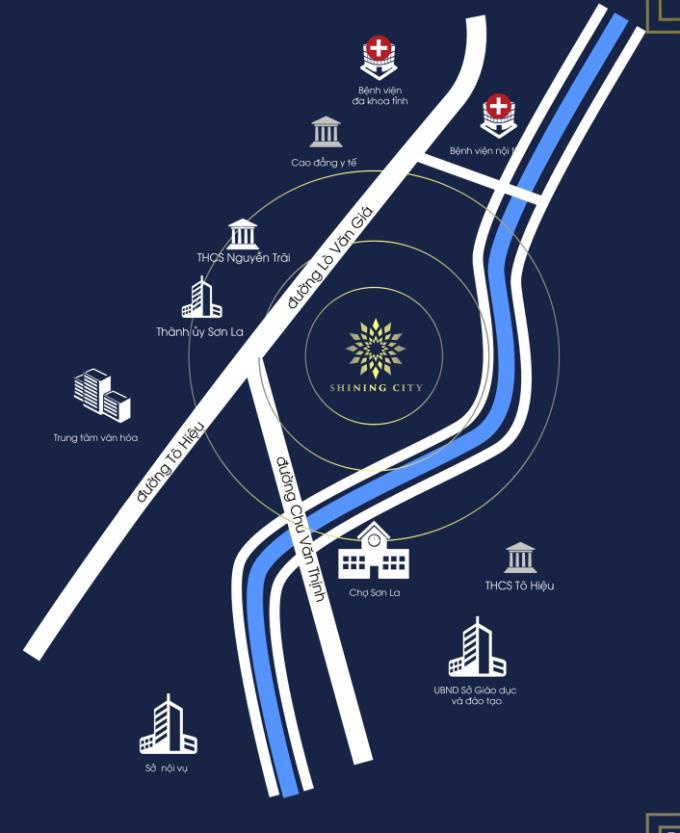 Bệnh viện
đa khoa tỉnh
Bệnh viện nội
Cao đẳng y tế
đường Lò Văn Giá
THCS Nguyễn Trãi
Thành ủy Sơn La
SHINING CITY
Trung tâm văn hóa
đường Tô Hiệu
đường Chu Văn Thịnh
Chợ Sơn La
THCS Tô Hiệu
UBND Sở Giáo dục
và đào tạo
Sở nội vụ